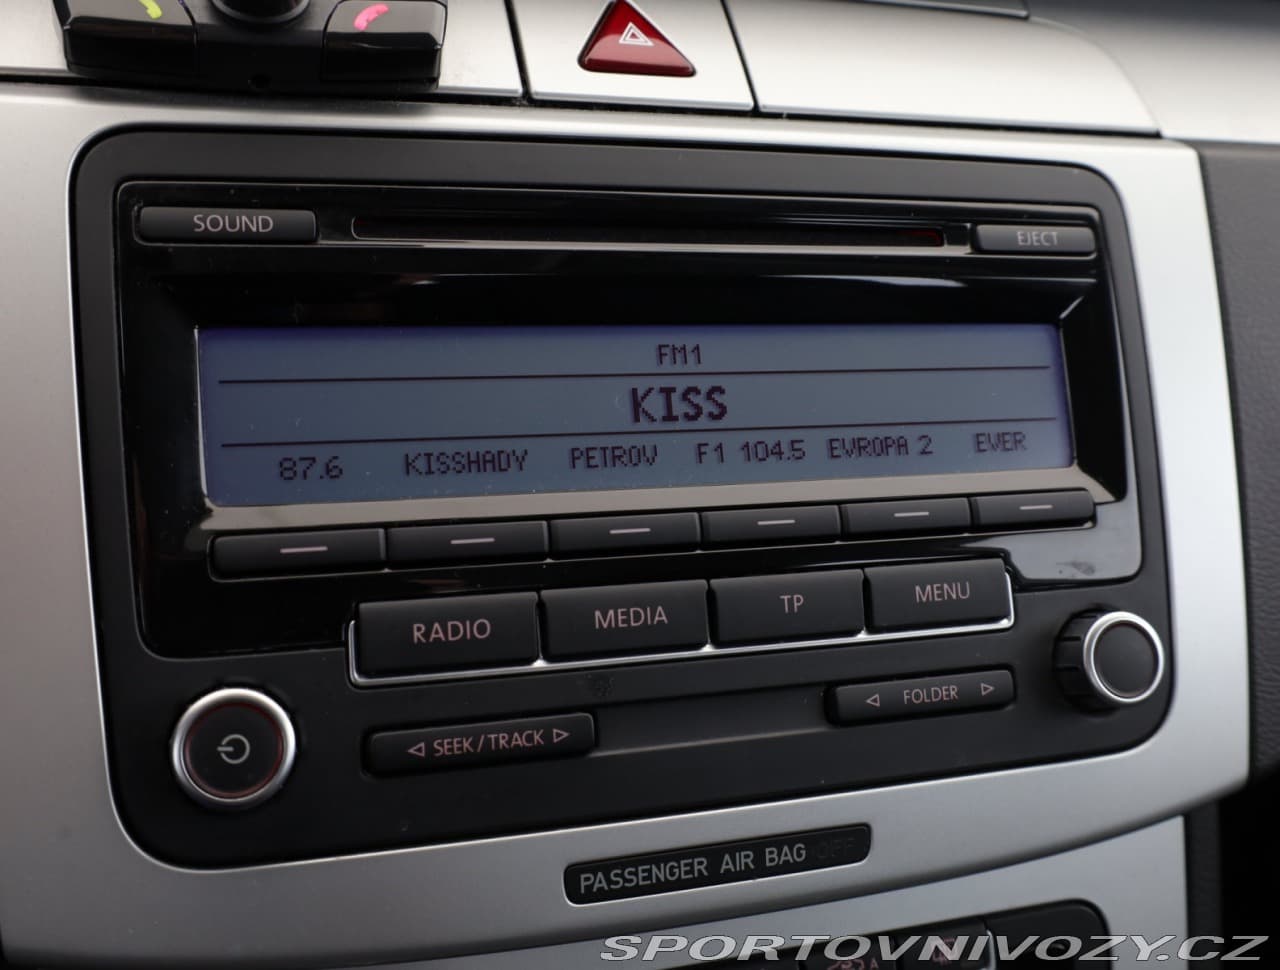 SOUND
EJECT
FM1
KISS
87.6 KISSHADY PETROV F1 104.5 EVROPA 2 EVER
RADIO MEDIA TP MENU
SEEK / TRACK
FOLDER
PASSENGER AIR BAG OFF
SPORTOVNIVOZY.CZ